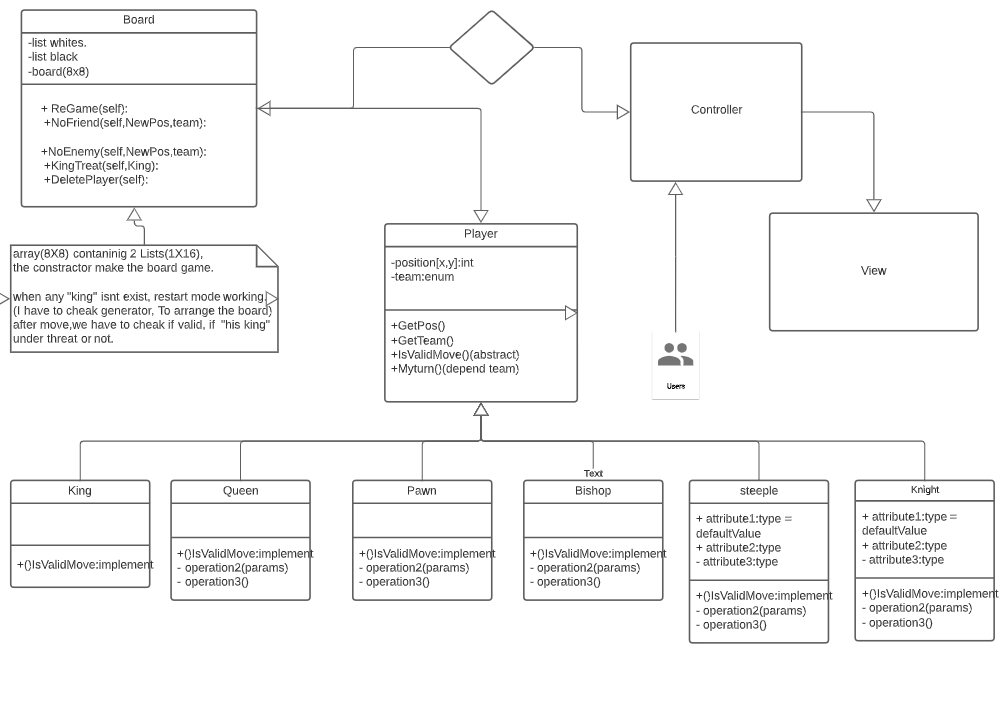 Board
-list whites.
-list black
-board(8x8)
+ ReGame(self):
+NoFriend(self,NewPos,team):
+NoEnemy(self,NewPos,team):
+KingTreat(self,King):
+DeletePlayer(self):
Controller
View
array(8X8) contaninig 2 Lists(1X16),
the constractor make the board game.
when any "king" isnt exist, restart mode working.
(I have to cheak generator, To arrange the board)
after move,we have to cheak if valid, if "his king"
under threat or not.
Player
-position[x,y]:int
-team:enum
+GetPos()
+GetTeam()
+IsValidMove()(abstract)
+Myturn()(depend team)
Users
King
+()IsValidMove:implement
Queen
+()IsValidMove:implement
- operation2(params)
- operation3()
Pawn
+()IsValidMove:implement
- operation2(params)
- operation3()
Text
Bishop
+()IsValidMove:implement
- operation2(params)
- operation3()
steeple
+ attribute1:type =
defaultValue
+ attribute2:type
- attribute3:type
+()IsValidMove:implement
- operation2(params)
- operation3()
Knight
+ attribute1:type =
defaultValue
+ attribute2:type
- attribute3:type
+()IsValidMove:implement
- operation2(params)
- operation3()